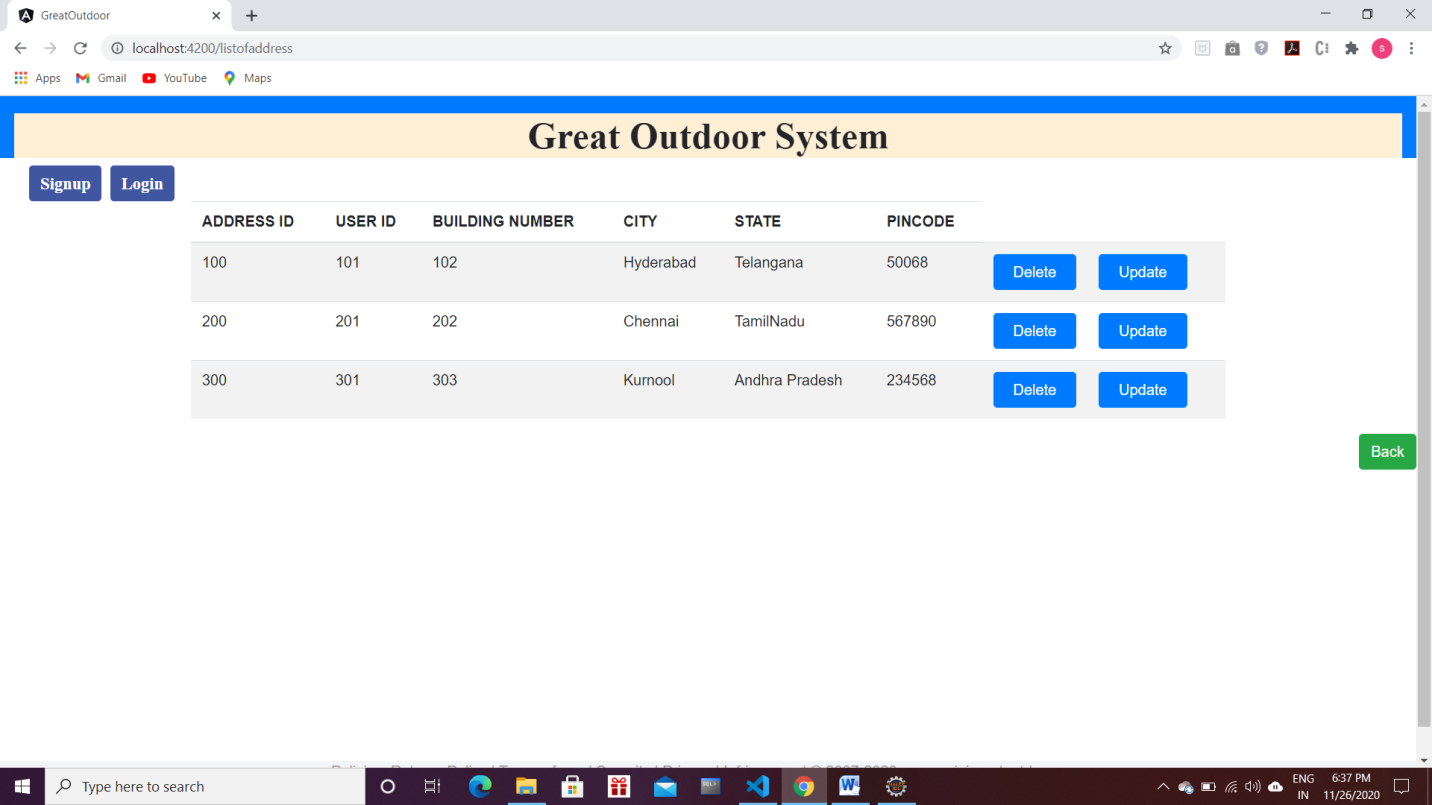 GreatOutdoor
localhost:4200/listofaddress
S
Apps Gmail YouTube Maps
Great Outdoor System
Signup Login
ADDRESS ID USER ID BUILDING NUMBER CITY STATE PINCODE
100 101 102 Hyderabad Telangana 50068 Delete Update
200 201 202 Chennai TamilNadu 567890 Delete Update
300 301 303 Kurnool Andhra Pradesh 234568 Delete Update
Back
Type here to search
ENG 6:37 PM
IN 11/26/2020